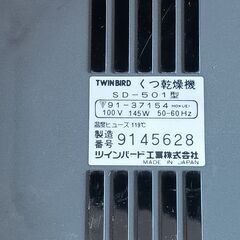 TWINBIRD くつ乾燥機
SD-501型
91-37154
100V 145W 50-60Hz
温度ヒューズ 119℃
製造番号 9145628
ツインバード工業株式会社
MADE IN JAPAN